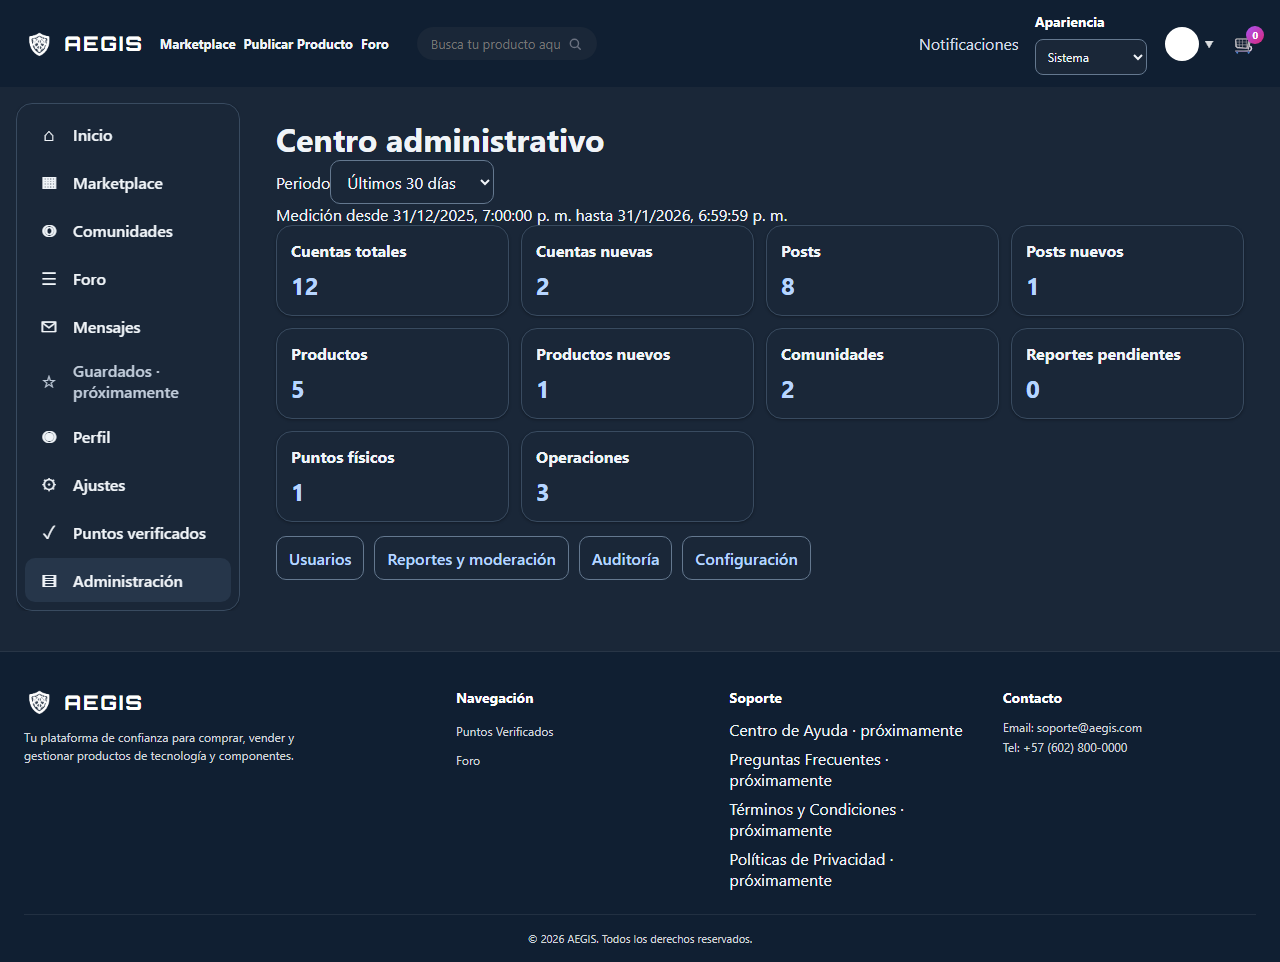 AEGIS
Marketplace Publicar Producto Foro
Busca tu producto aqu
Notificaciones
Apariencia
Sistema
0
Inicio
Marketplace
Comunidades
Foro
Mensajes
Guardados ·
próximamente
Perfil
Ajustes
Puntos verificados
Administración
Centro administrativo
Periodo Últimos 30 días
Medición desde 31/12/2025, 7:00:00 p. m. hasta 31/1/2026, 6:59:59 p. m.
Cuentas totales
12
Cuentas nuevas
2
Posts
8
Posts nuevos
1
Productos
5
Productos nuevos
1
Comunidades
2
Reportes pendientes
0
Puntos físicos
1
Operaciones
3
Usuarios
Reportes y moderación
Auditoría
Configuración
AEGIS
Tu plataforma de confianza para comprar, vender y
gestionar productos de tecnología y componentes.
Navegación
Puntos Verificados
Foro
Soporte
Centro de Ayuda · próximamente
Preguntas Frecuentes ·
próximamente
Términos y Condiciones ·
próximamente
Políticas de Privacidad ·
próximamente
Contacto
Email: soporte@aegis.com
Tel: +57 (602) 800-0000
© 2026 AEGIS. Todos los derechos reservados.